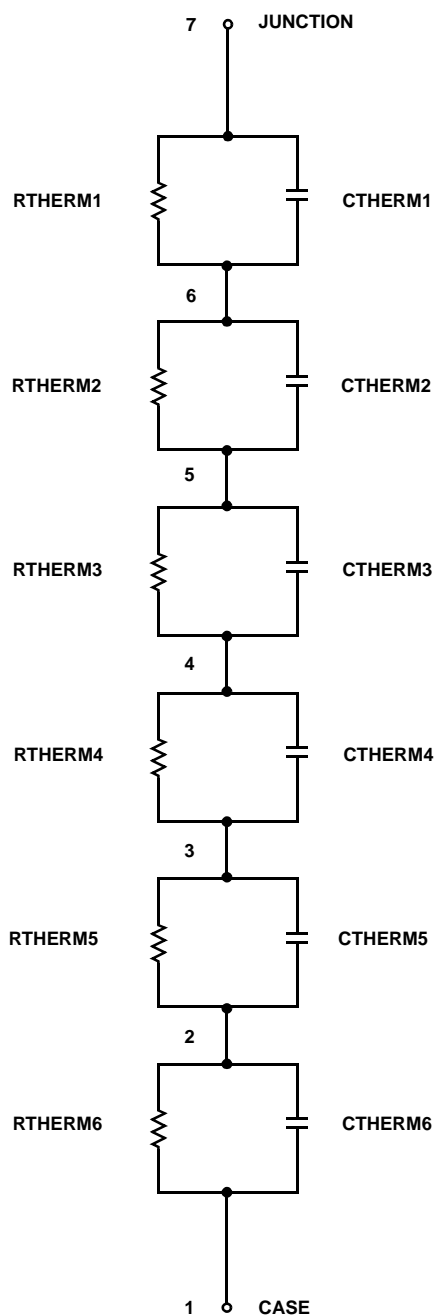 7 JUNCTION
RTHERM1 CTHERM1
6
RTHERM2 CTHERM2
5
RTHERM3 CTHERM3
4
RTHERM4 CTHERM4
3
RTHERM5 CTHERM5
2
RTHERM6 CTHERM6
1 CASE